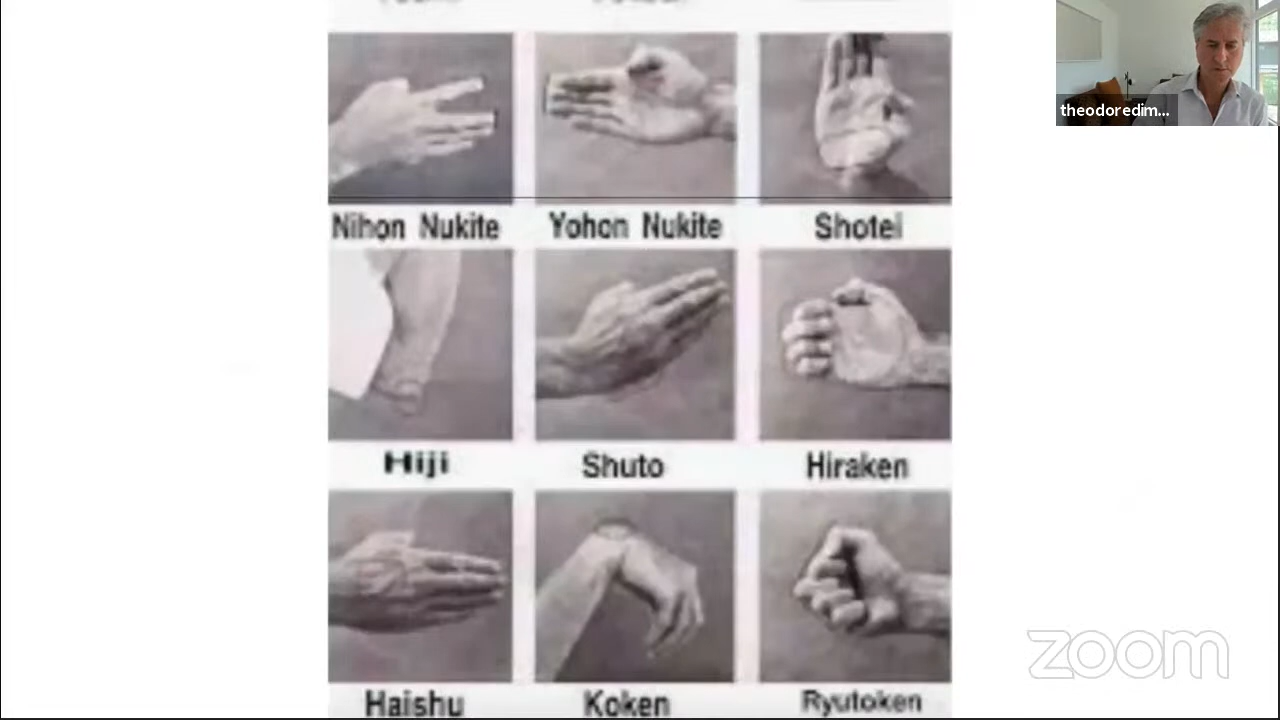 theodoredim...
Nihon Nukite
Yohon Nukite
Shotei
Hiji
Shuto
Hiraken
Haishu
Koken
Ryutoken
zoom